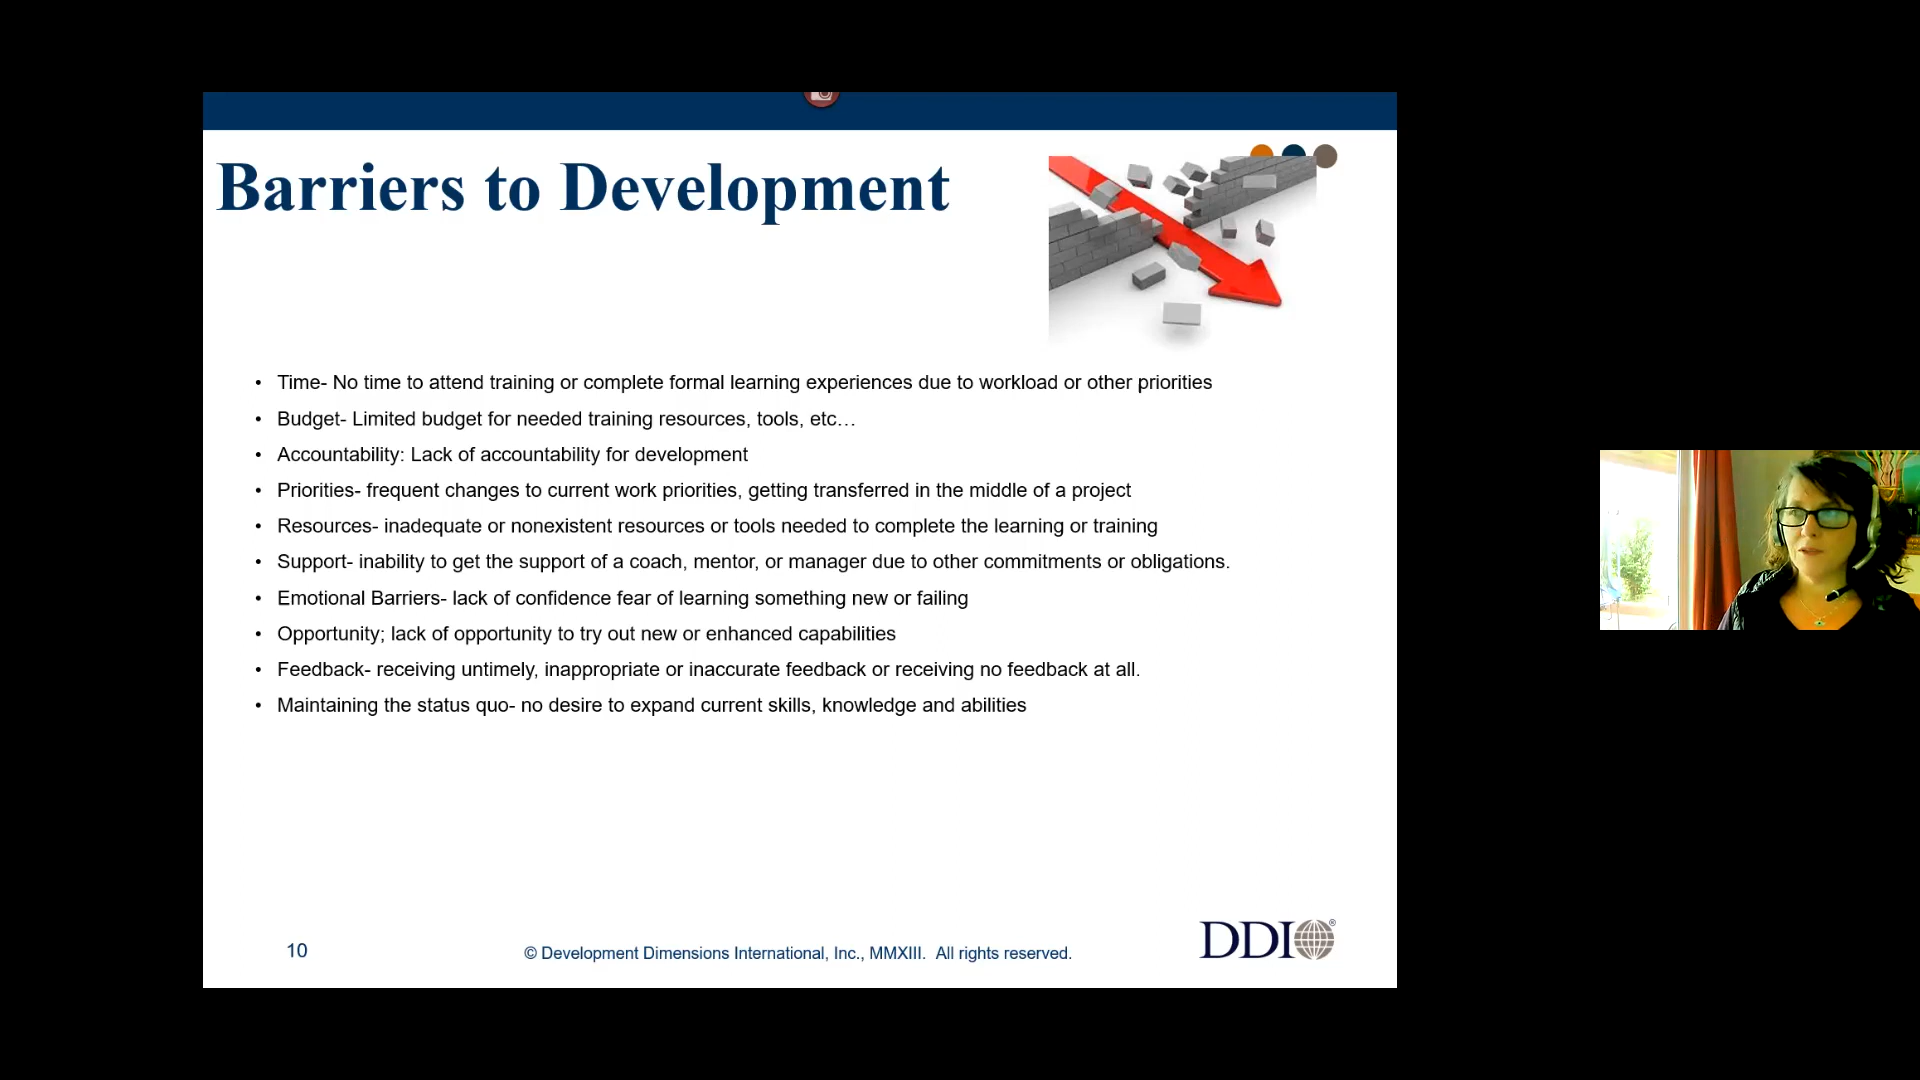 Barriers to Development
• Time- No time to attend training or complete formal learning experiences due to workload or other priorities
• Budget- Limited budget for needed training resources, tools, etc…
• Accountability: Lack of accountability for development
• Priorities- frequent changes to current work priorities, getting transferred in the middle of a project
• Resources- inadequate or nonexistent resources or tools needed to complete the learning or training
• Support- inability to get the support of a coach, mentor, or manager due to other commitments or obligations.
• Emotional Barriers- lack of confidence fear of learning something new or failing
• Opportunity; lack of opportunity to try out new or enhanced capabilities
• Feedback- receiving untimely, inappropriate or inaccurate feedback or receiving no feedback at all.
• Maintaining the status quo- no desire to expand current skills, knowledge and abilities
10
© Development Dimensions International, Inc., MMXIII. All rights reserved.
DDI®